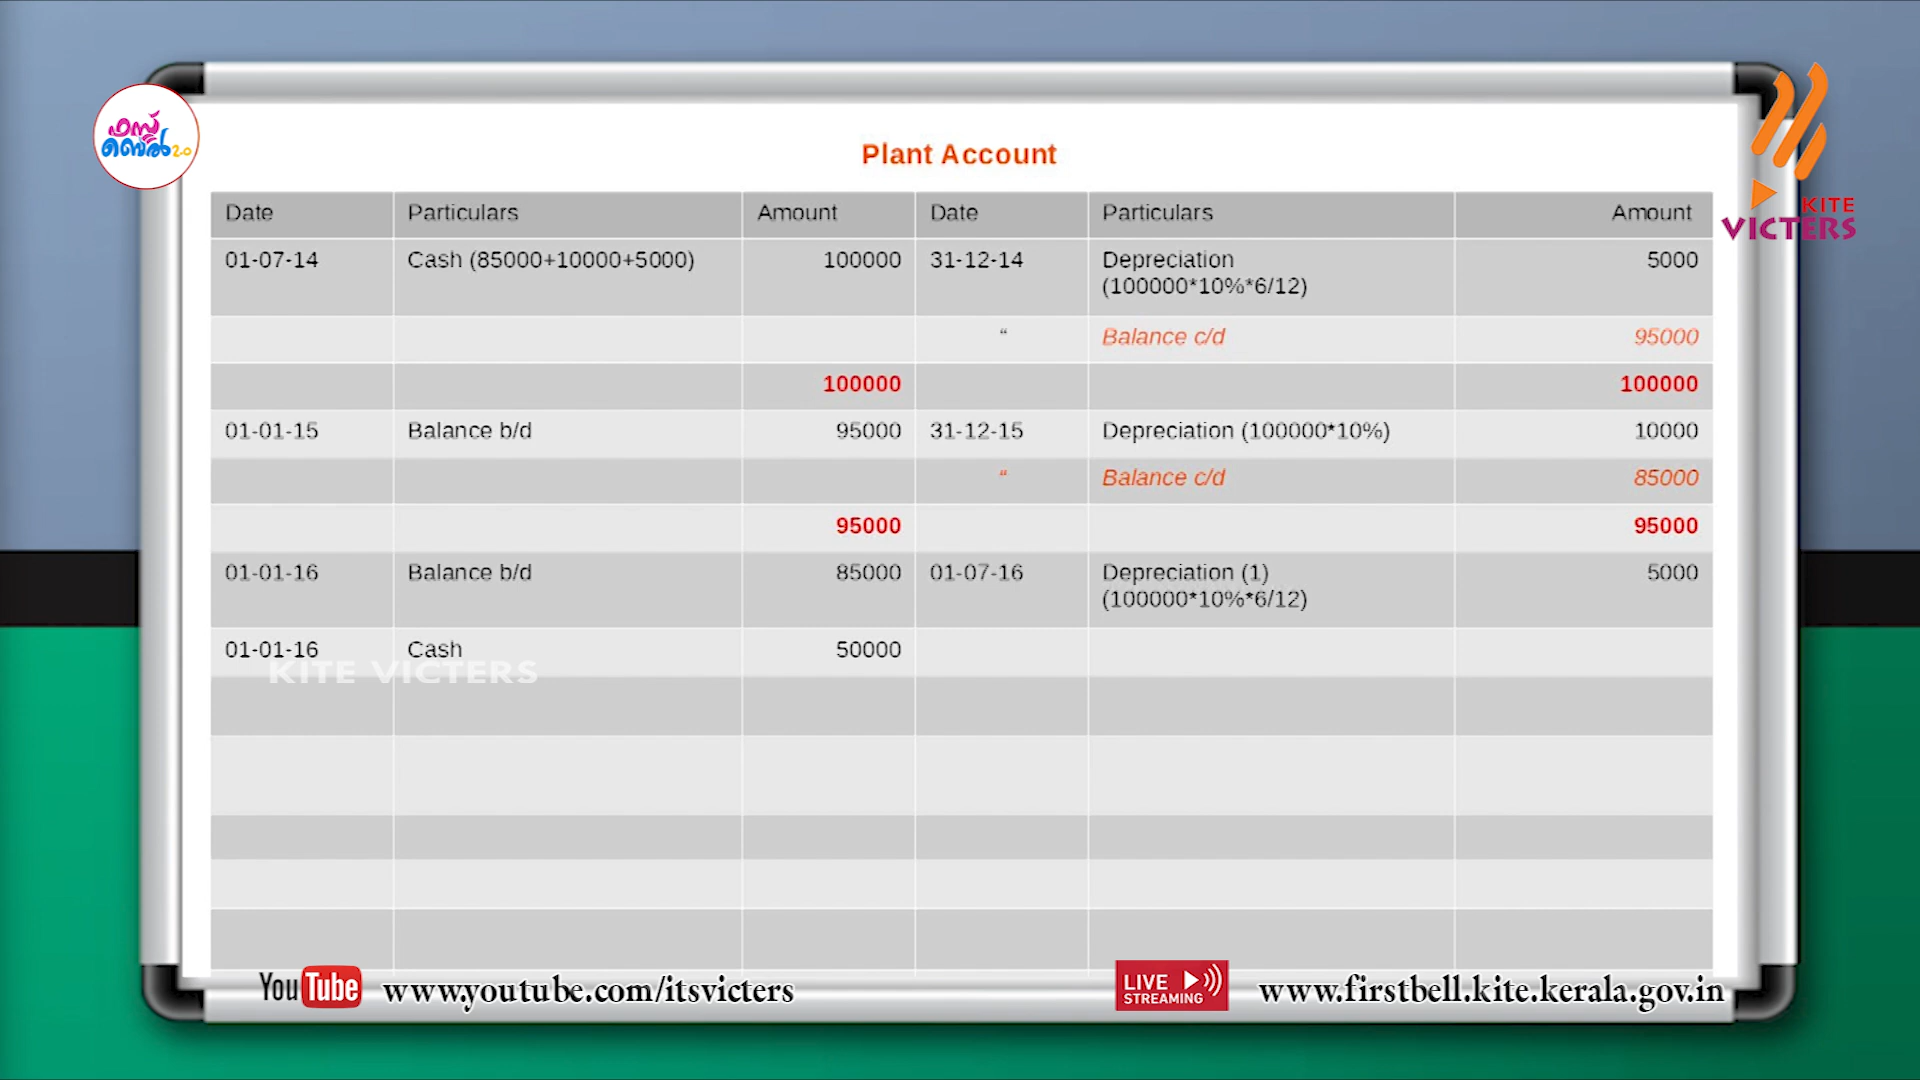 ഫസ്റ്റ്
ബെൽ 2.0
KITE
VICTERS
Plant Account
Date Particulars Amount Date Particulars Amount
01-07-14 Cash (85000+10000+5000) 100000 31-12-14 Depreciation 5000
(100000*10%*6/12)
“ Balance c/d 95000
100000 100000
01-01-15 Balance b/d 95000 31-12-15 Depreciation (100000*10%) 10000
“ Balance c/d 85000
95000 95000
01-01-16 Balance b/d 85000 01-07-16 Depreciation (1) 5000
(100000*10%*6/12)
01-01-16 Cash 50000
KITE VICTERS
YouTube www.youtube.com/itsvicters
LIVE
STREAMING
www.firstbell.kite.kerala.gov.in